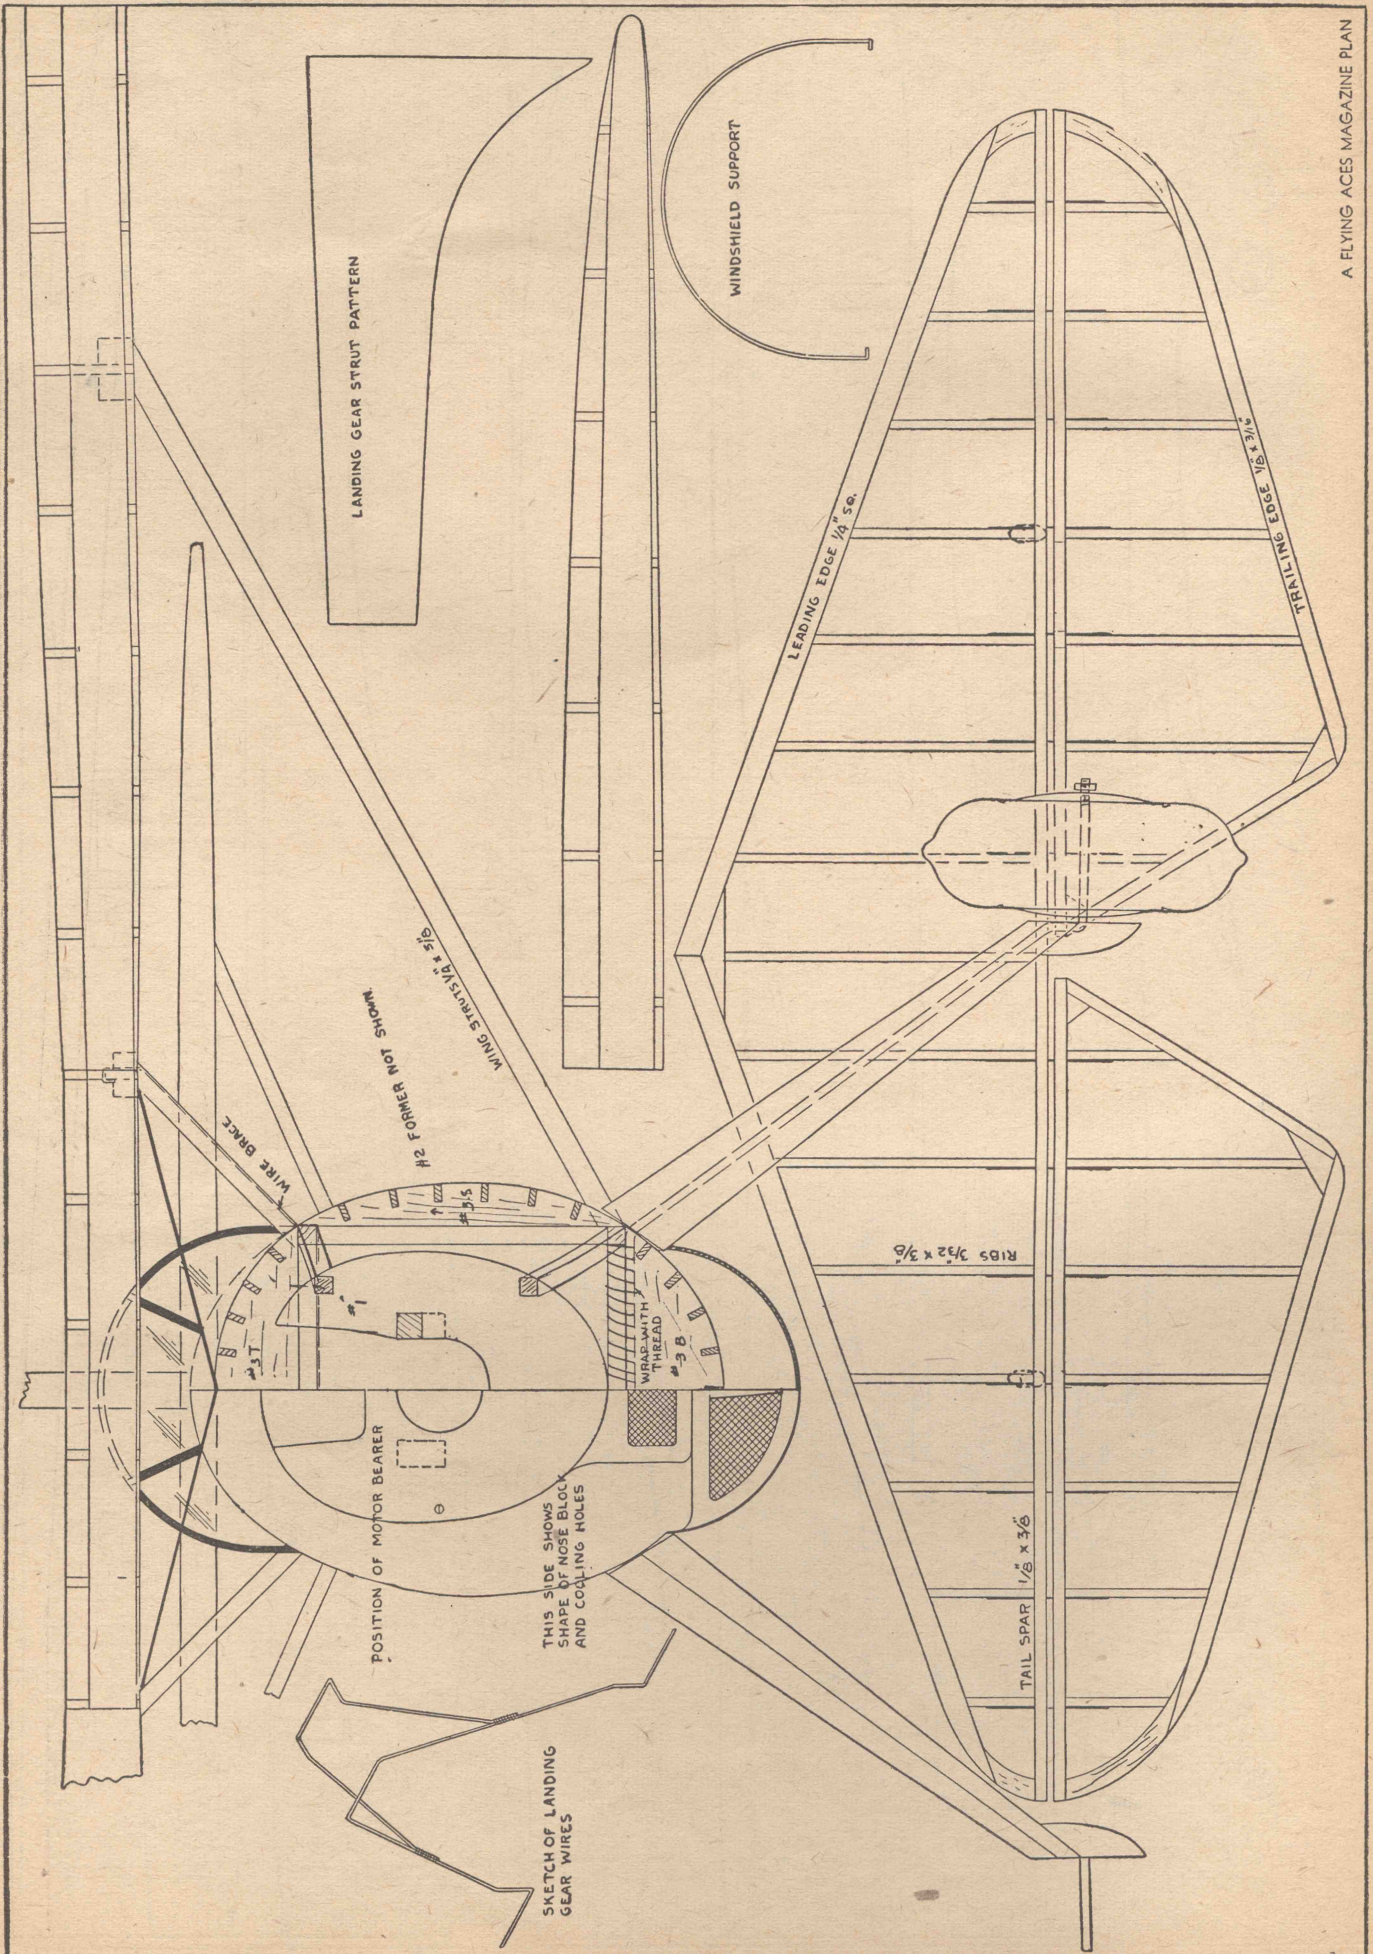 A FLYING ACES MAGAZINE PLAN
LANDING GEAR STRUT PATTERN
WINDSHIELD SUPPORT
LEADING EDGE 1/4" SQ.
TRAILING EDGE 1/8" x 3/16"
WING STRUTS 1/4" x 5/8
#2 FORMER NOT SHOWN.
WIRE BRACE
#3S
#1
#3T
WRAP WITH
THREAD
#3B
RIBS 3/32" x 3/8"
POSITION OF MOTOR BEARER
THIS SIDE SHOWS
SHAPE OF NOSE BLOCK
AND COOLING HOLES
TAIL SPAR 1/8" x 3/8"
SKETCH OF LANDING
GEAR WIRES